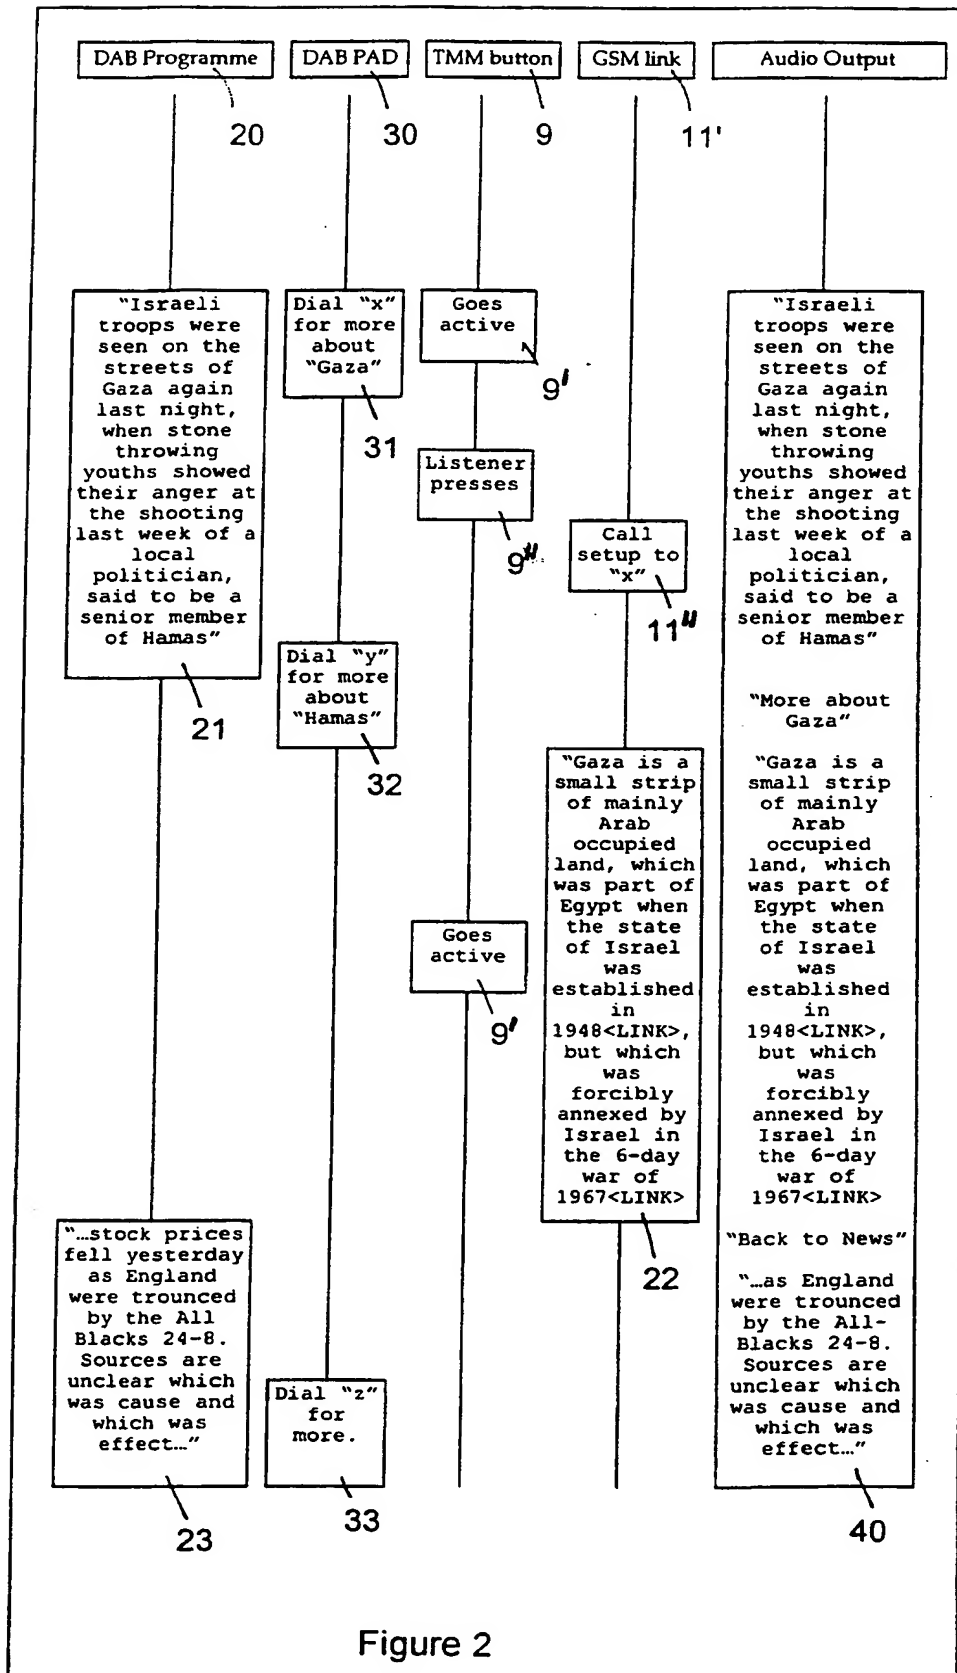 DAB Programme
DAB PAD
TMM button
GSM link
Audio Output
20
30
9
11'
"Israeli
troops were
seen on the
streets of
Gaza again
last night,
when stone
throwing
youths showed
their anger at
the shooting
last week of a
local
politician,
said to be a
senior member
of Hamas"
21
Dial "x"
for more
about
"Gaza"
31
Goes
active
9'
Listener
presses
9"
Call
setup to
"x"
11"
Dial "y"
for more
about
"Hamas"
32
"Gaza is a
small strip
of mainly
Arab
occupied
land, which
was part of
Egypt when
the state
of Israel
was
established
in
1948<LINK>,
but which
was
forcibly
annexed by
Israel in
the 6-day
war of
1967<LINK>
22
Goes
active
9'
"…stock prices
fell yesterday
as England
were trounced
by the All
Blacks 24-8.
Sources are
unclear which
was cause and
which was
effect…"
23
Dial "z"
for
more.
33
"Israeli
troops were
seen on the
streets of
Gaza again
last night,
when stone
throwing
youths showed
their anger at
the shooting
last week of a
local
politician,
said to be a
senior member
of Hamas"
"More about
Gaza"
"Gaza is a
small strip
of mainly
Arab
occupied
land, which
was part of
Egypt when
the state
of Israel
was
established
in
1948<LINK>,
but which
was
forcibly
annexed by
Israel in
the 6-day
war of
1967<LINK>
"Back to News"
"…as England
were trounced
by the All-
Blacks 24-8.
Sources are
unclear which
was cause and
which was
effect…"
40
Figure 2